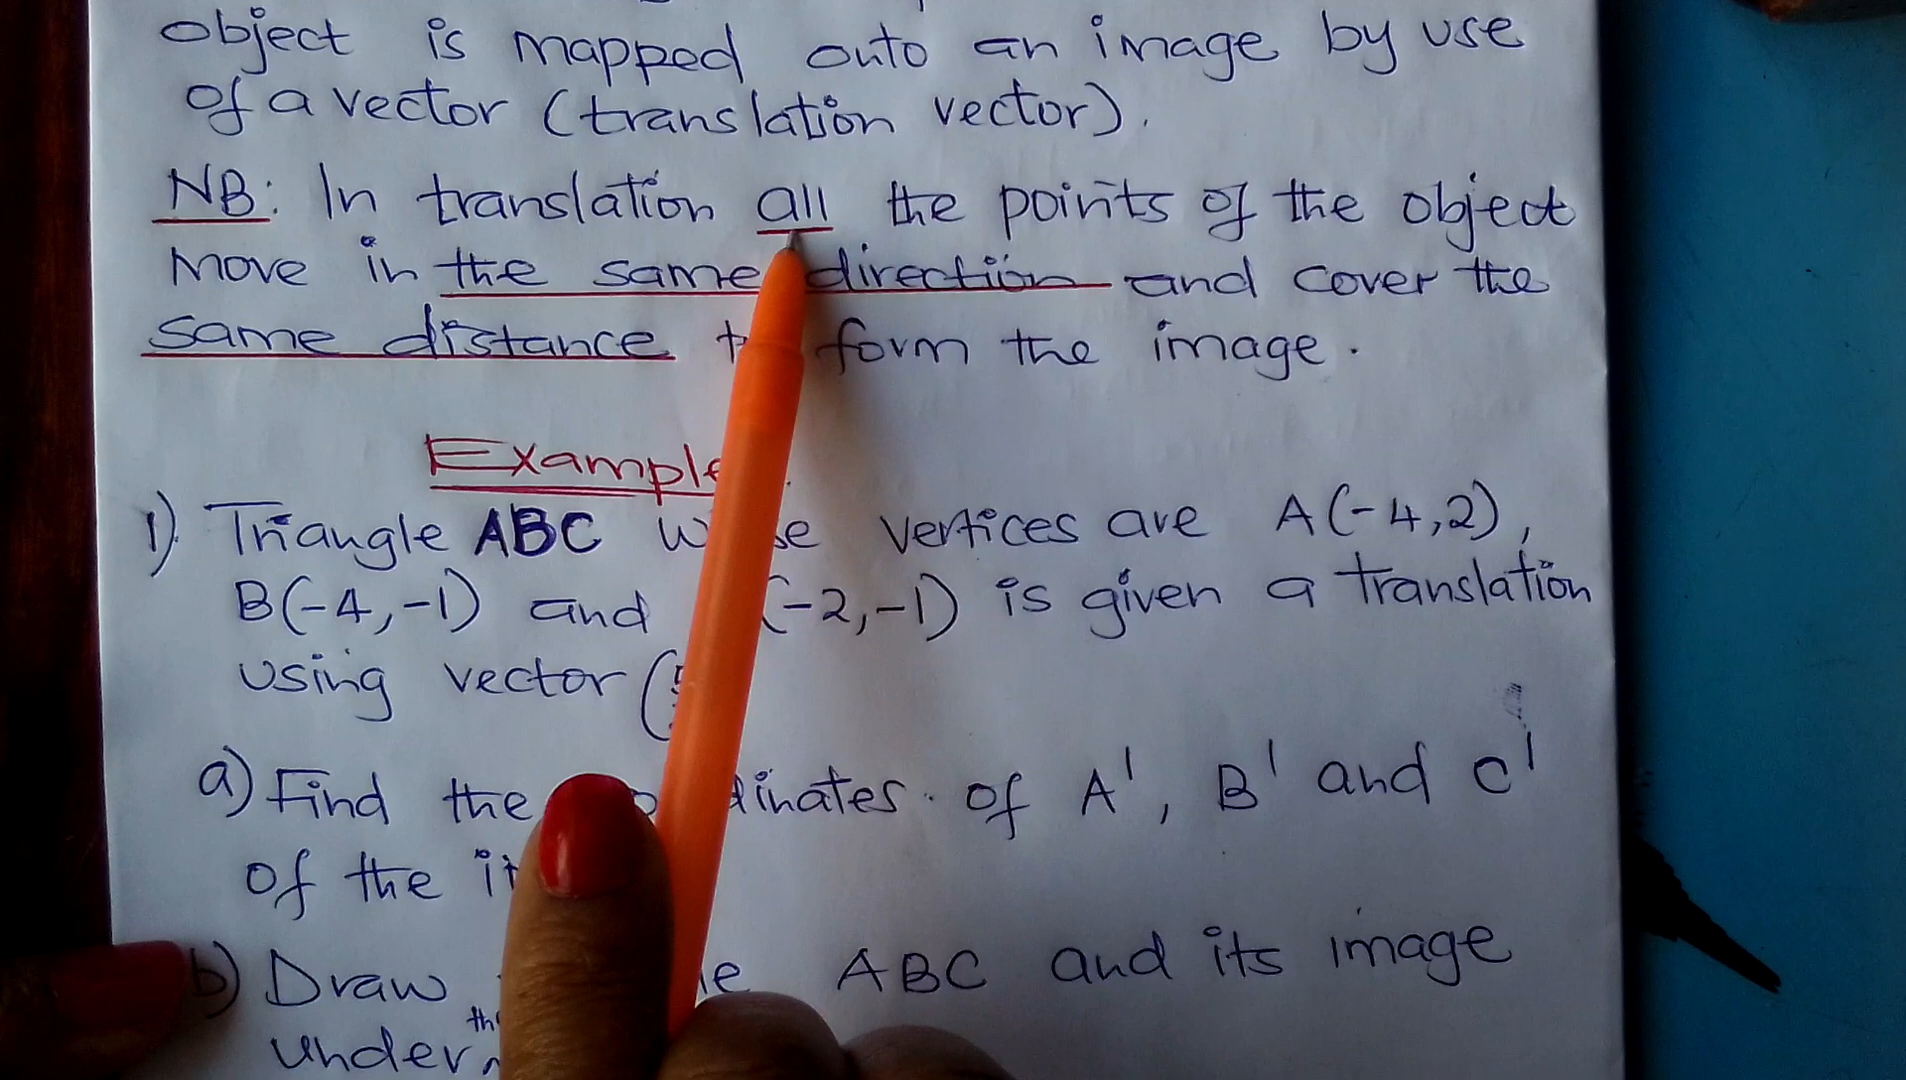 object is mapped onto an image by use
of a vector (translation vector).
NB: In translation all the points of the object
move in the same direction and cover the
same distance form the image.
Example
1) Triangle ABC vertices are A(-4,2),
B(-4,-1) and (-2,-1) is given a translation
using vector (
a) Find the of A', B' and C'
of the
b) Draw ABC and its image
under